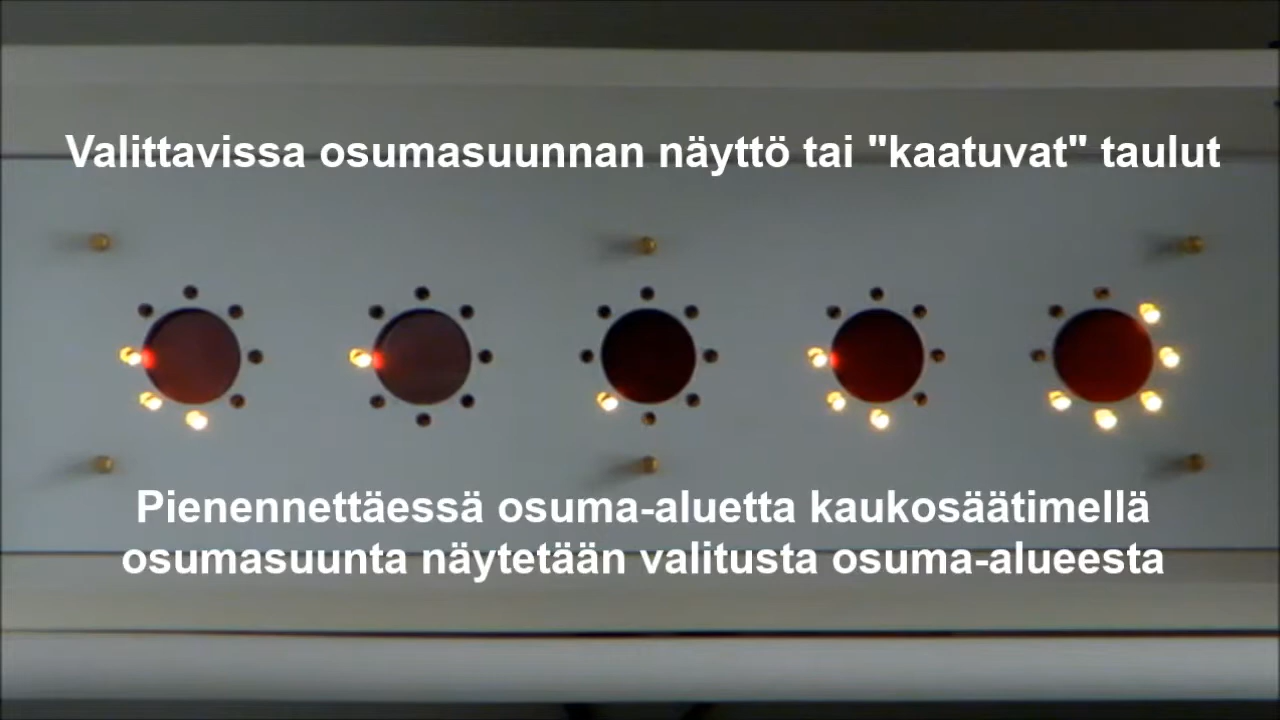 Valittavissa osumasuunnan näyttö tai "kaatuvat" taulut
Pienennettäessä osuma-aluetta kaukosäätimellä
osumasuunta näytetään valitusta osuma-alueesta